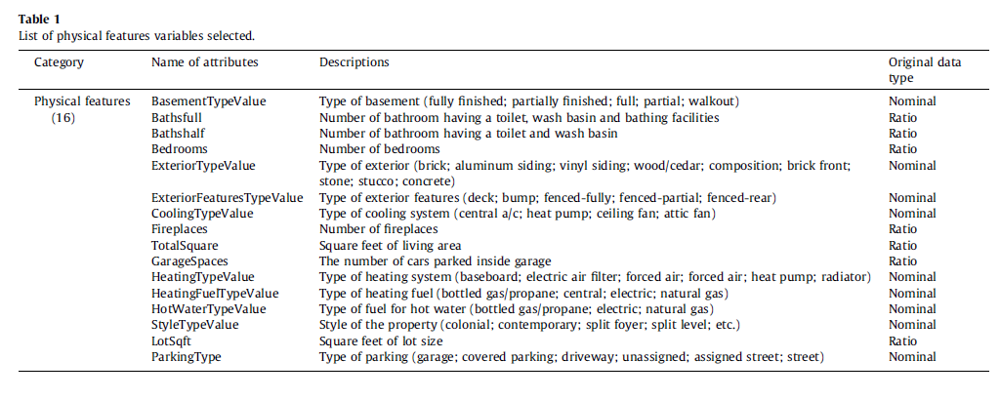 Table 1
List of physical features variables selected.
Category Name of attributes Descriptions Original data
type
Physical features BasementTypeValue Type of basement (fully finished; partially finished; full; partial; walkout) Nominal
(16) Bathsfull Number of bathroom having a toilet, wash basin and bathing facilities Ratio
Bathshalf Number of bathroom having a toilet and wash basin Ratio
Bedrooms Number of bedrooms Ratio
ExteriorTypeValue Type of exterior (brick; aluminum siding; vinyl siding; wood/cedar; composition; brick front; Nominal
stone; stucco; concrete)
ExteriorFeaturesTypeValue Type of exterior features (deck; bump; fenced-fully; fenced-partial; fenced-rear) Nominal
CoolingTypeValue Type of cooling system (central a/c; heat pump; ceiling fan; attic fan) Nominal
Fireplaces Number of fireplaces Ratio
TotalSquare Square feet of living area Ratio
GarageSpaces The number of cars parked inside garage Ratio
HeatingTypeValue Type of heating system (baseboard; electric air filter; forced air; forced air; heat pump; radiator) Nominal
HeatingFuelTypeValue Type of heating fuel (bottled gas/propane; central; electric; natural gas) Nominal
HotWaterTypeValue Type of fuel for hot water (bottled gas/propane; electric; natural gas) Nominal
StyleTypeValue Style of the property (colonial; contemporary; split foyer; split level; etc.) Nominal
LotSqft Square feet of lot size Ratio
ParkingType Type of parking (garage; covered parking; driveway; unassigned; assigned street; street) Nominal